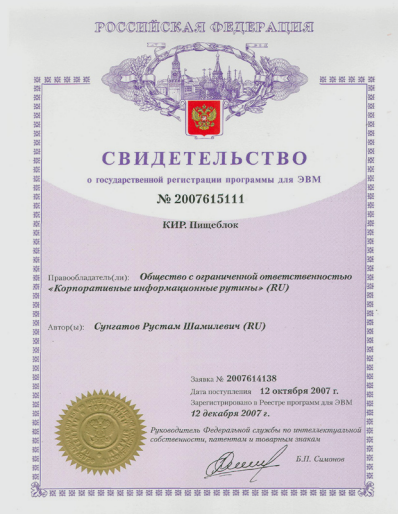 РОССИЙСКАЯ ФЕДЕРАЦИЯ
СВИДЕТЕЛЬСТВО
о государственной регистрации программы для ЭВМ
№ 2007615111
КИР. Пищеблок
Правообладатель(ли): Общество с ограниченной ответственностью
«Корпоративные информационные рутины» (RU)
Автор(ы): Сунгатов Рустам Шамилевич (RU)
Заявка № 2007614138
Дата поступления 12 октября 2007 г.
Зарегистрировано в Реестре программ для ЭВМ
12 декабря 2007 г.
Руководитель Федеральной службы по интеллектуальной
собственности, патентам и товарным знакам
Б.П. Симонов